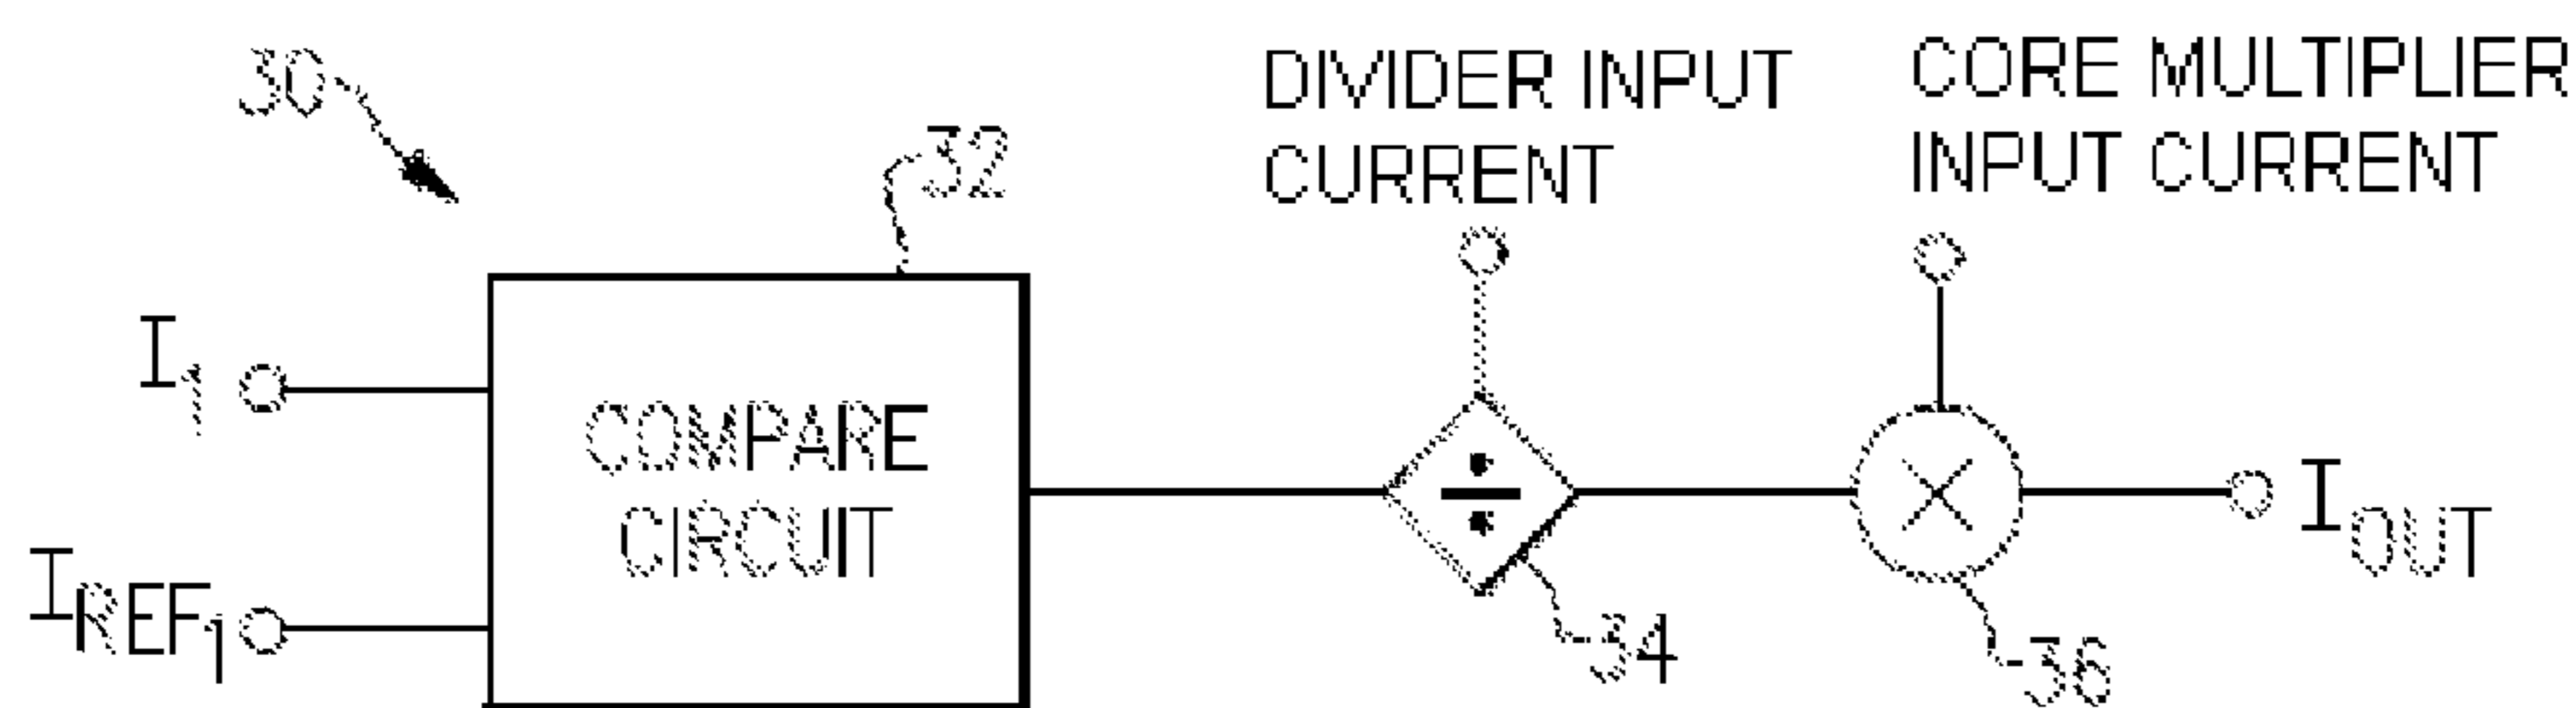 30
32
DIVIDER INPUT
CURRENT
CORE MULTIPLIER
INPUT CURRENT
I1
COMPARE
CIRCUIT
÷
×
IOUT
IREF1
34
36